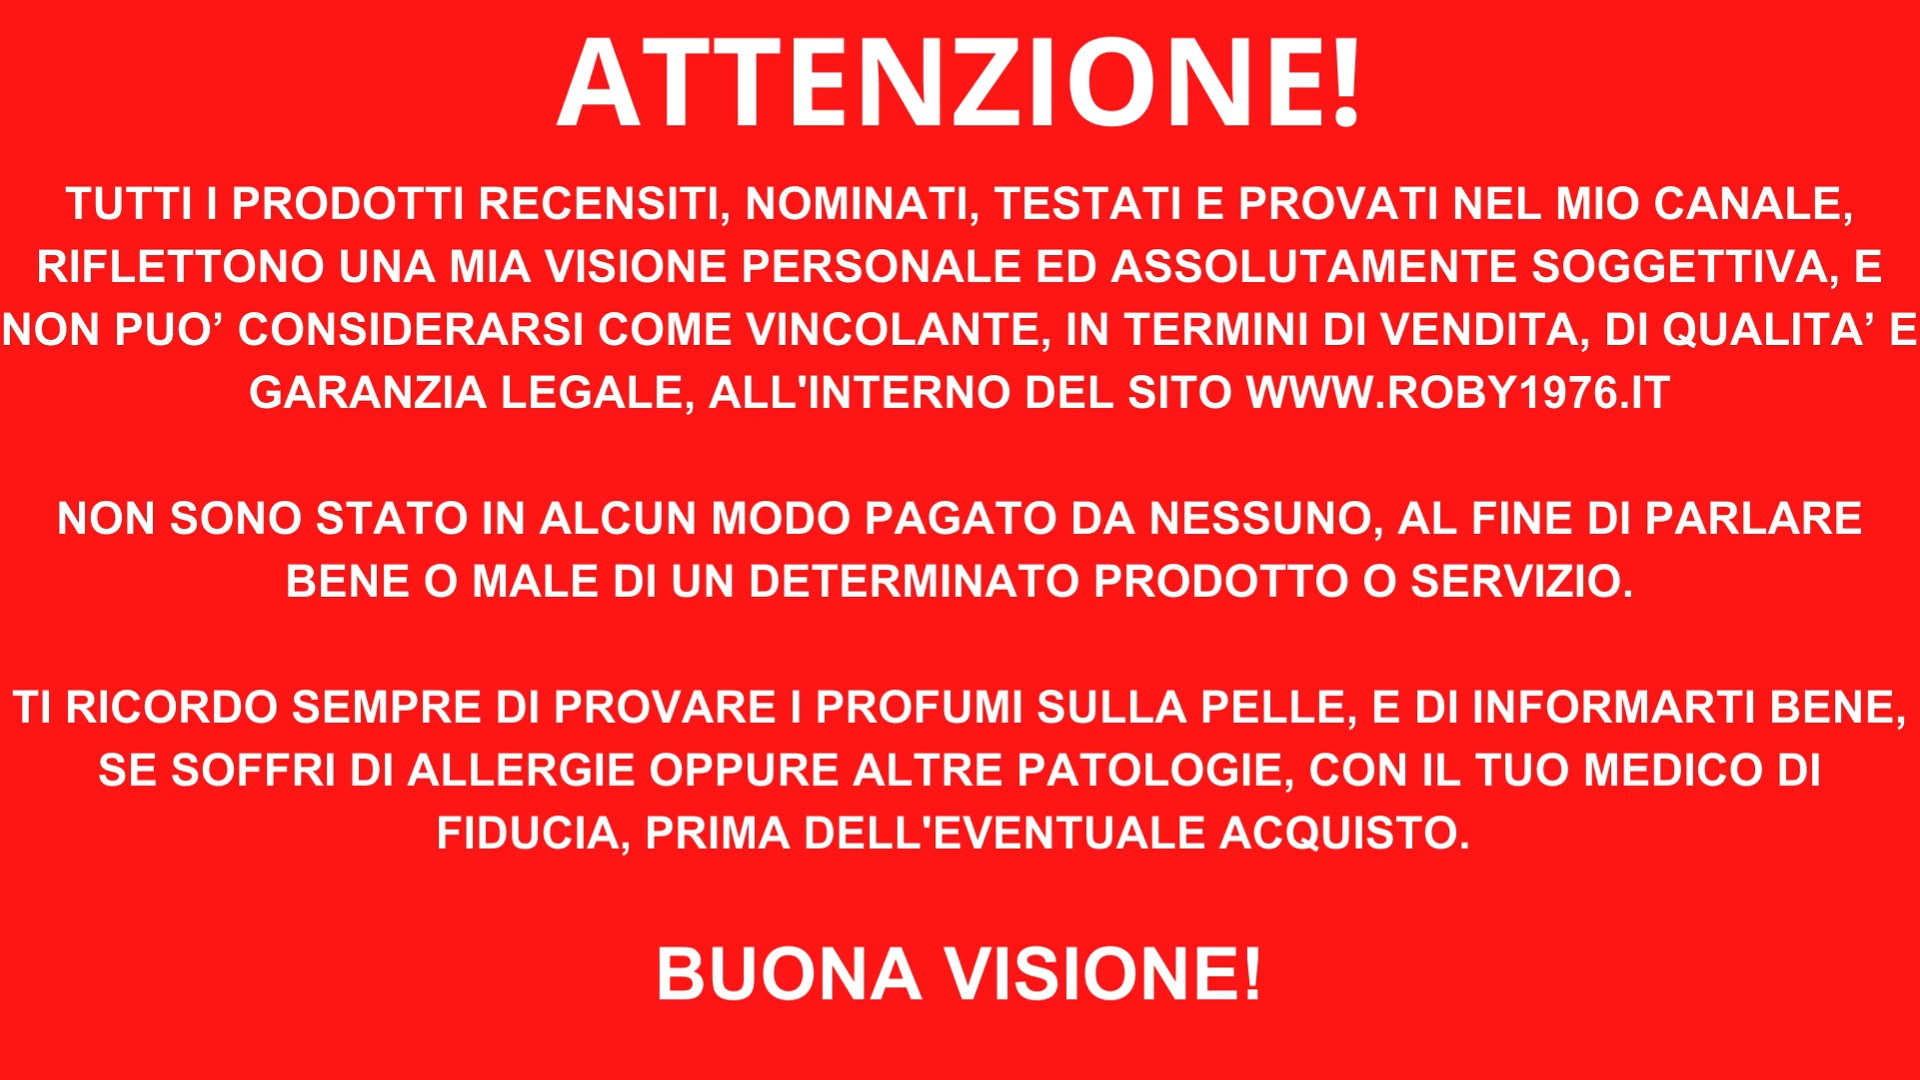 ATTENZIONE!
TUTTI I PRODOTTI RECENSITI, NOMINATI, TESTATI E PROVATI NEL MIO CANALE,
RIFLETTONO UNA MIA VISIONE PERSONALE ED ASSOLUTAMENTE SOGGETTIVA, E
NON PUO’ CONSIDERARSI COME VINCOLANTE, IN TERMINI DI VENDITA, DI QUALITA’ E
GARANZIA LEGALE, ALL'INTERNO DEL SITO WWW.ROBY1976.IT
NON SONO STATO IN ALCUN MODO PAGATO DA NESSUNO, AL FINE DI PARLARE
BENE O MALE DI UN DETERMINATO PRODOTTO O SERVIZIO.
TI RICORDO SEMPRE DI PROVARE I PROFUMI SULLA PELLE, E DI INFORMARTI BENE,
SE SOFFRI DI ALLERGIE OPPURE ALTRE PATOLOGIE, CON IL TUO MEDICO DI
FIDUCIA, PRIMA DELL'EVENTUALE ACQUISTO.
BUONA VISIONE!